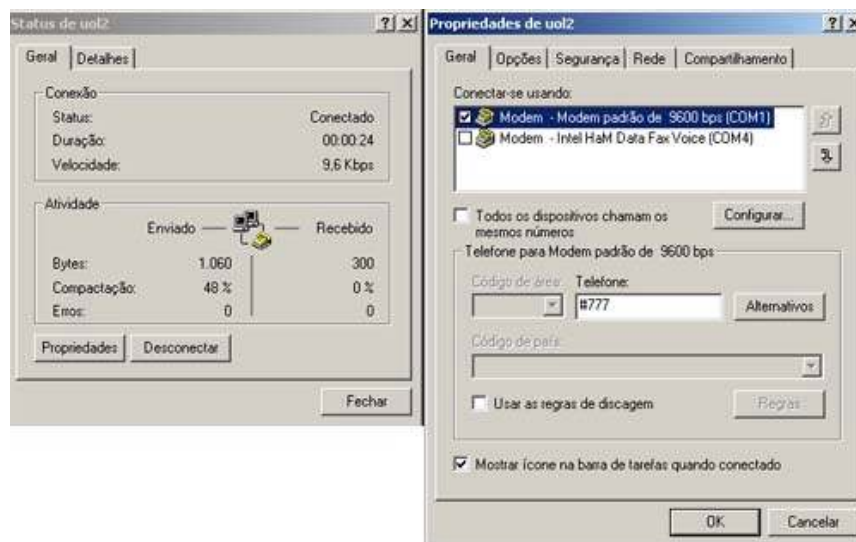 Status de uol2
Geral Detalhes
Conexão
Status: Conectado
Duração: 00:00:24
Velocidade: 9,6 Kbps
Atividade
Enviado Recebido
Bytes: 1.060 300
Compactação: 48 % 0 %
Erros: 0 0
Propriedades Desconectar
Fechar
Propriedades de uol2
Geral Opções Segurança Rede Compartilhamento
Conectar-se usando:
Modem - Modem padrão de 9600 bps (COM1)
Modem - Intel HaM Data Fax Voice (COM4)
Todos os dispositivos chamam os
mesmos números
Configurar...
Telefone para Modem padrão de 9600 bps
Código de área: Telefone:
#777
Alternativos
Código de país:
Usar as regras de discagem
Regras
Mostrar ícone na barra de tarefas quando conectado
OK Cancelar